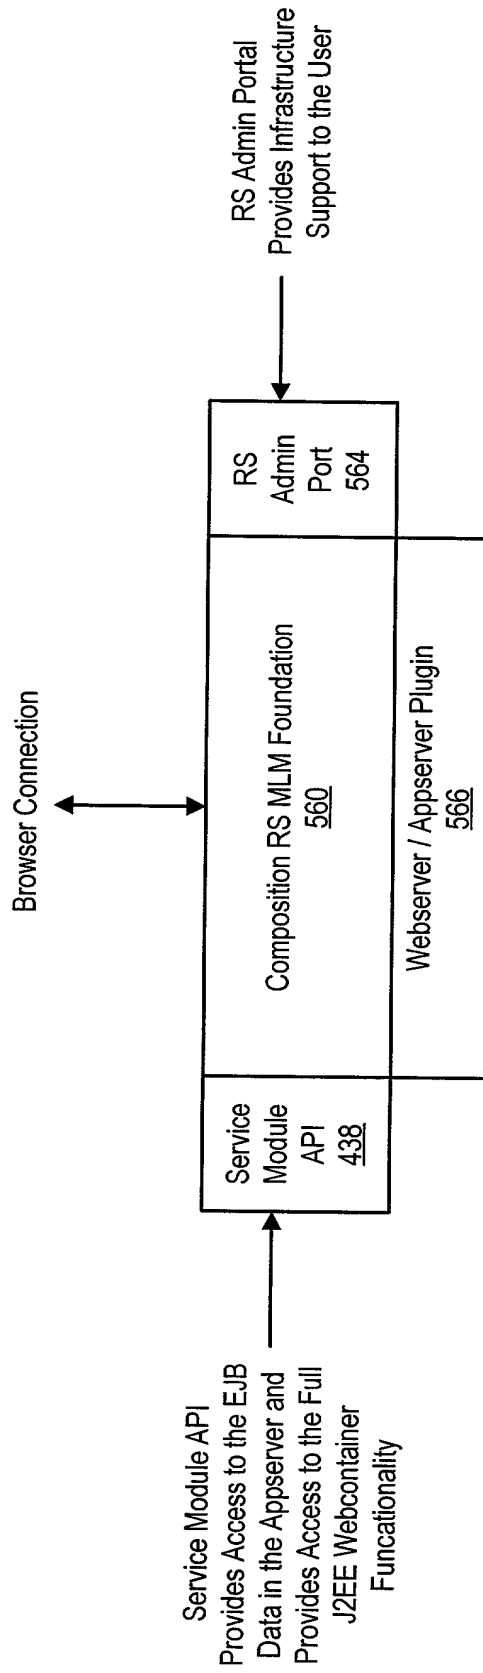 Browser Connection
Service Module API
Provides Access to the EJB
Data in the Appserver and
Provides Access to the Full
J2EE Webcontainer
Funcationality
Service
Module
API
438
Composition RS MLM Foundation
560
RS
Admin
Port
564
RS Admin Portal
Provides Infrastructure
Support to the User
Webserver / Appserver Plugin
566